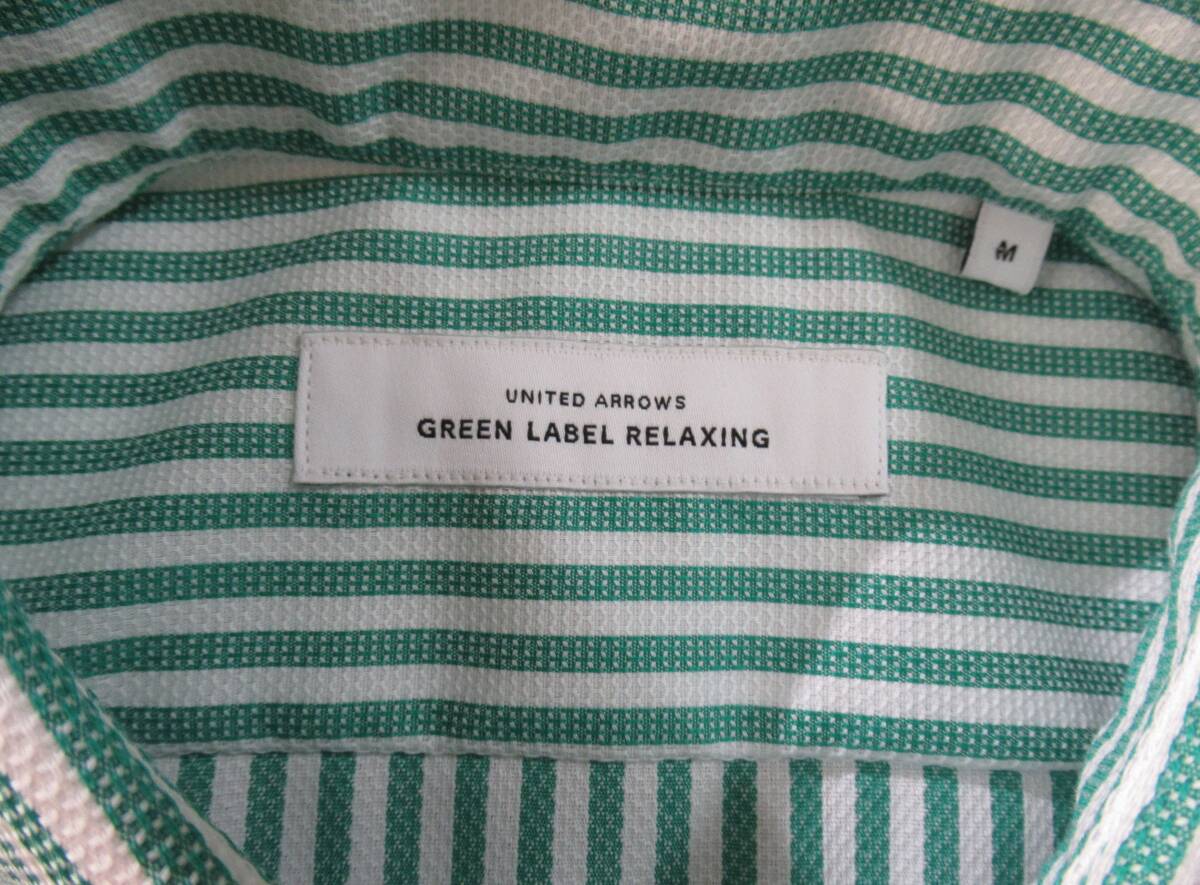 M
UNITED ARROWS
GREEN LABEL RELAXING